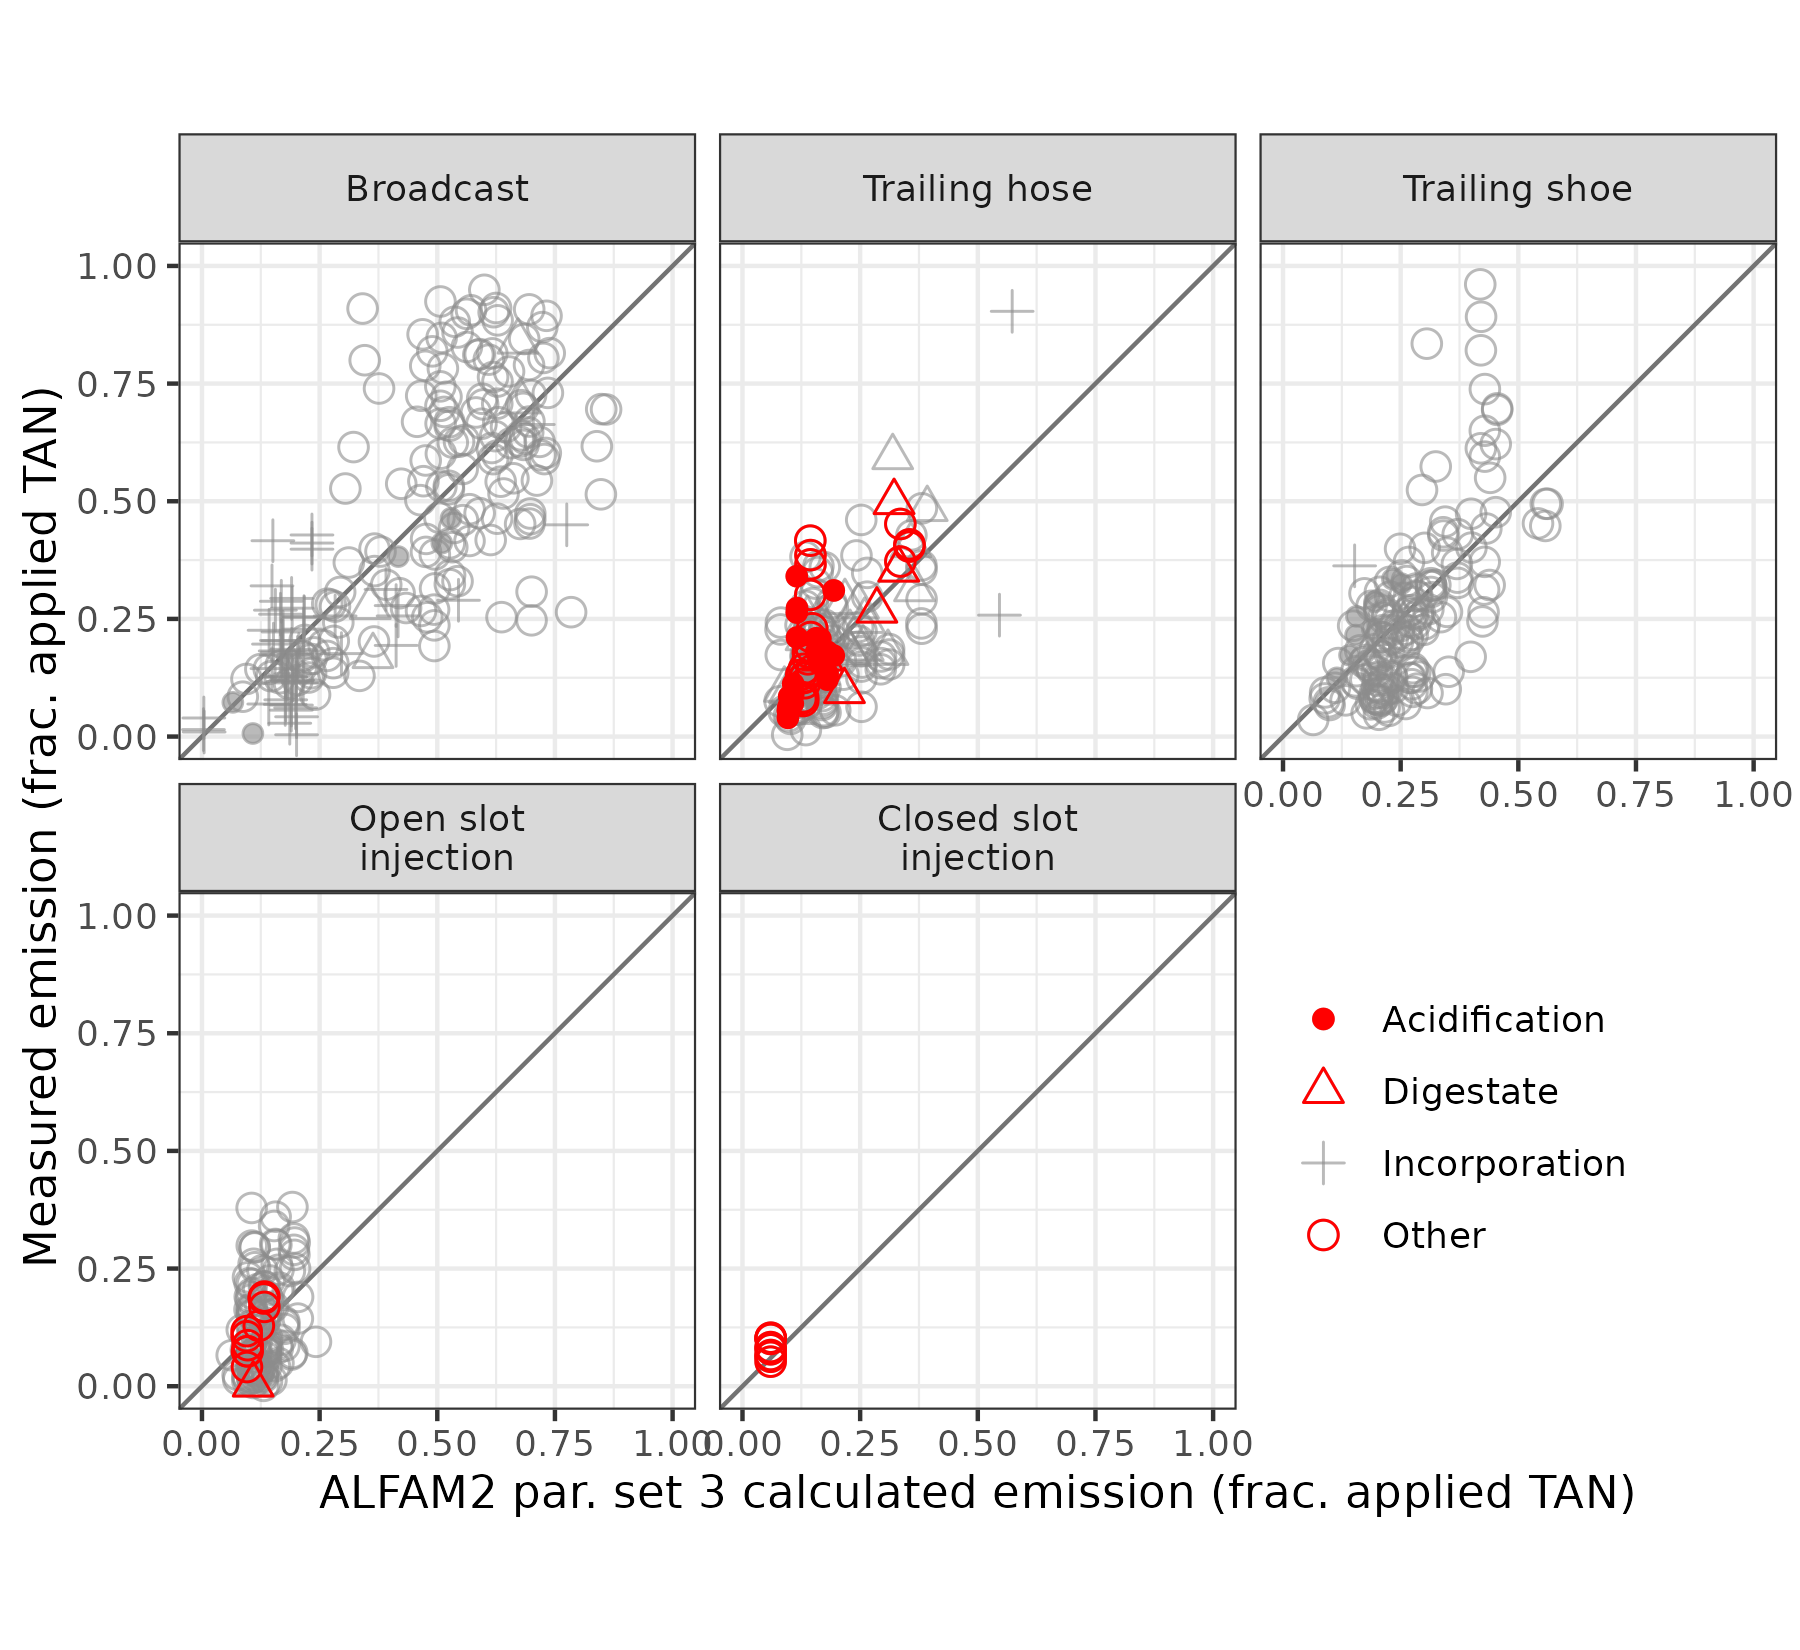 Broadcast
Trailing hose
Trailing shoe
1.00
0.75
0.50
0.25
0.00
0.00 0.25 0.50 0.75 1.00
Open slot
injection
Closed slot
injection
1.00
0.75
0.50
0.25
0.00
0.00 0.25 0.50 0.75 1.00
0.00 0.25 0.50 0.75 1.00
Measured emission (frac. applied TAN)
ALFAM2 par. set 3 calculated emission (frac. applied TAN)
Acidification
Digestate
Incorporation
Other